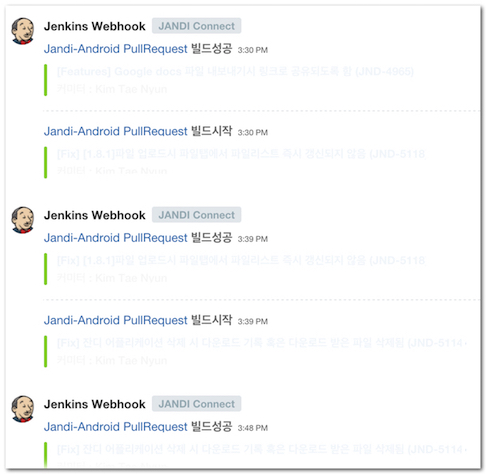 Jenkins Webhook JANDI Connect
Jandi-Android PullRequest 빌드성공 3:30 PM
[Features] Google docs 파일 내보내기시 링크로 공유되도록 함 (JND-4968)
커미터 : Kim Tae Nyun
Jandi-Android PullRequest 빌드시작 3:30 PM
[Fix] [1.8.1]파일 업로드시 파일탭에서 파일리스트 즉시 갱신되지 않음 (JND-5118
커미터 : Kim Tae Nyun
Jenkins Webhook JANDI Connect
Jandi-Android PullRequest 빌드성공 3:39 PM
[Fix] [1.8.1]파일 업로드시 파일탭에서 파일리스트 즉시 갱신되지 않음 (JND-5118
커미터 : Kim Tae Nyun
Jandi-Android PullRequest 빌드시작 3:39 PM
[Fix] 잔디 어플리케이션 삭제 시 다운로드 기록 혹은 다운로드 받은 파일 삭제됨 (JND-5114-
커미터 : Kim Tae Nyun
Jenkins Webhook JANDI Connect
Jandi-Android PullRequest 빌드성공 3:48 PM
[Fix] 잔디 어플리케이션 삭제 시 다운로드 기록 혹은 다운로드 받은 파일 삭제됨 (JND-5114-